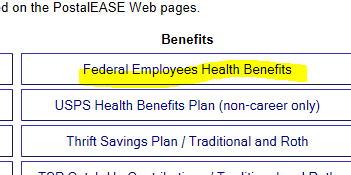 ed on the PostalEASE Web pages.
Benefits
Federal Employees Health Benefits
USPS Health Benefits Plan (non-career only)
Thrift Savings Plan / Traditional and Roth